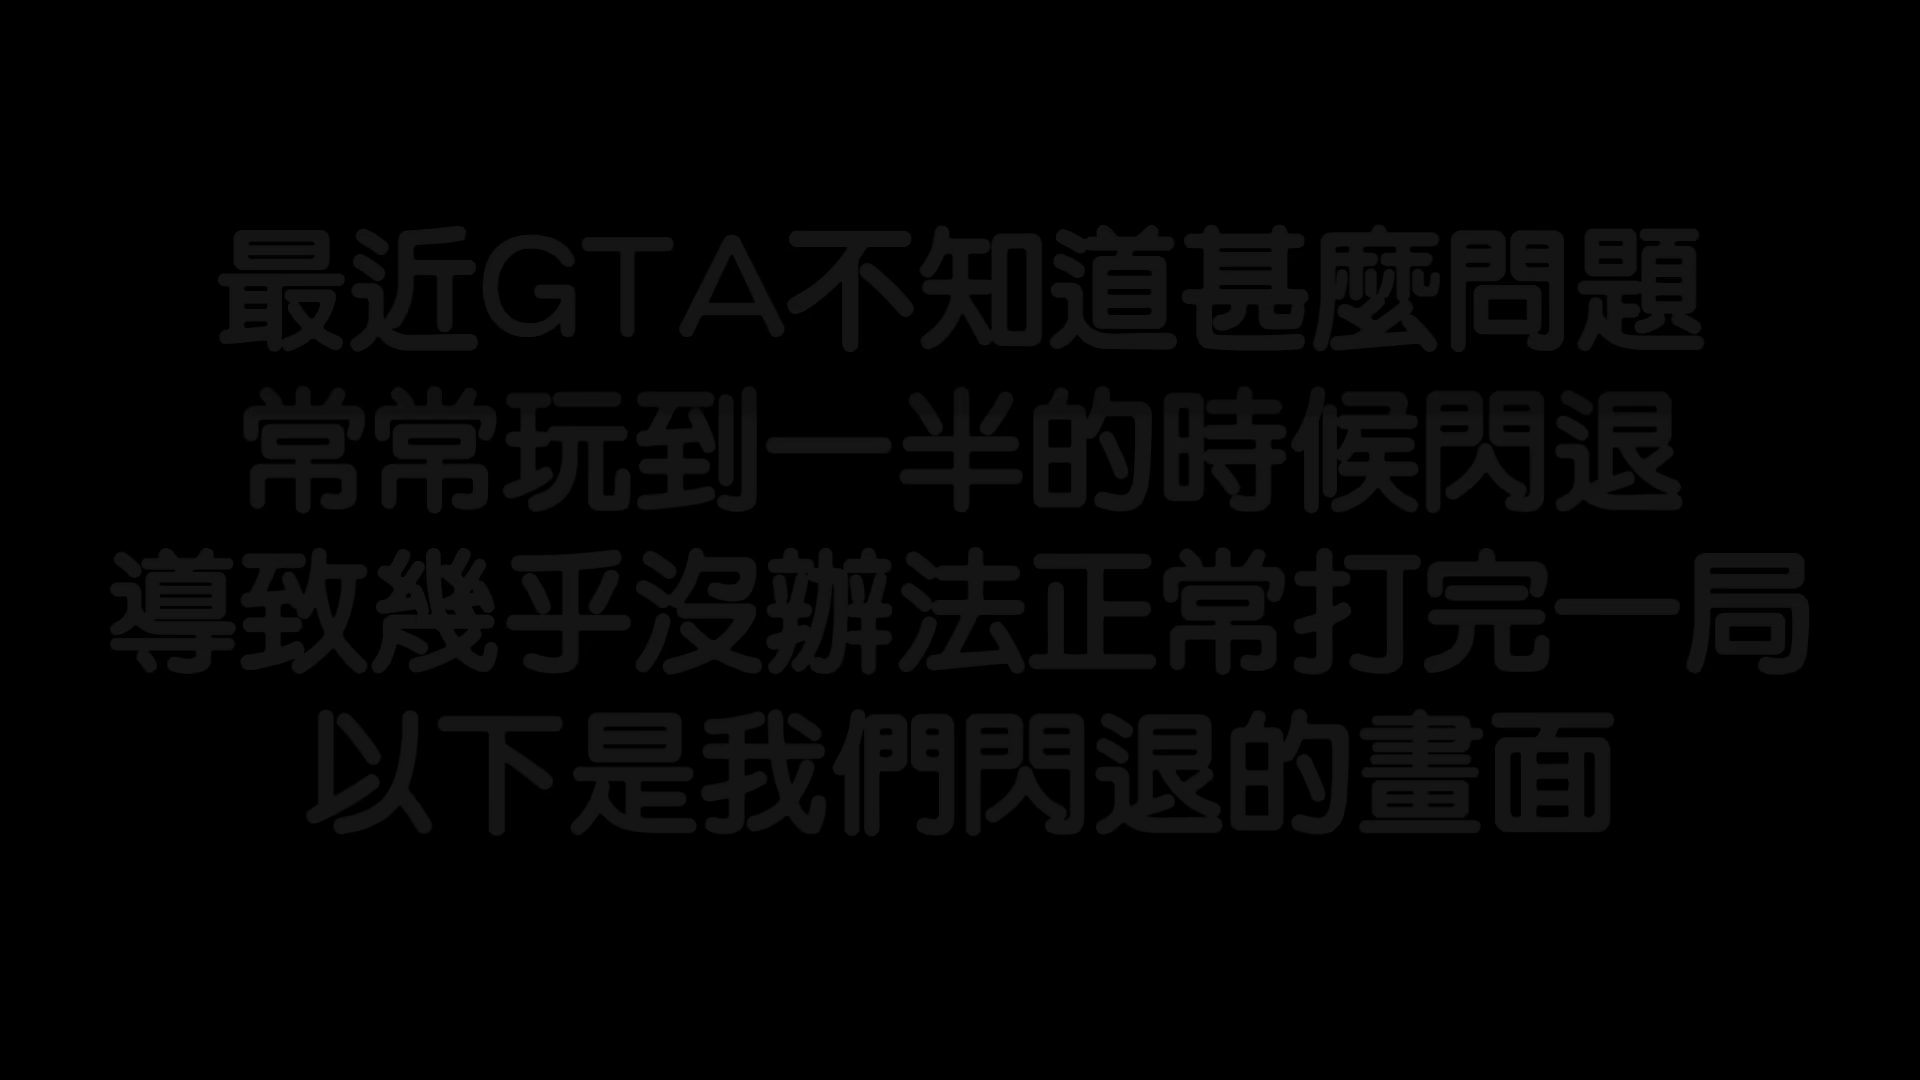 最近GTA不知道甚麼問題
常常玩到一半的時候閃退
導致幾乎沒辦法正常打完一局
以下是我們閃退的畫面